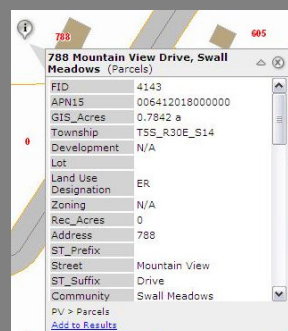 788
605
788 Mountain View Drive, Swall
Meadows (Parcels)
FID 4143
APN15 006412018000000
GIS_Acres 0.7842 a
0
Township T5S_R30E_S14
Development N/A
Lot
Land Use
Designation ER
Zoning N/A
Rec_Acres 0
Address 788
ST_Prefix
Street Mountain View
ST_Suffix Drive
Community Swall Meadows
PV > Parcels
Add to Results